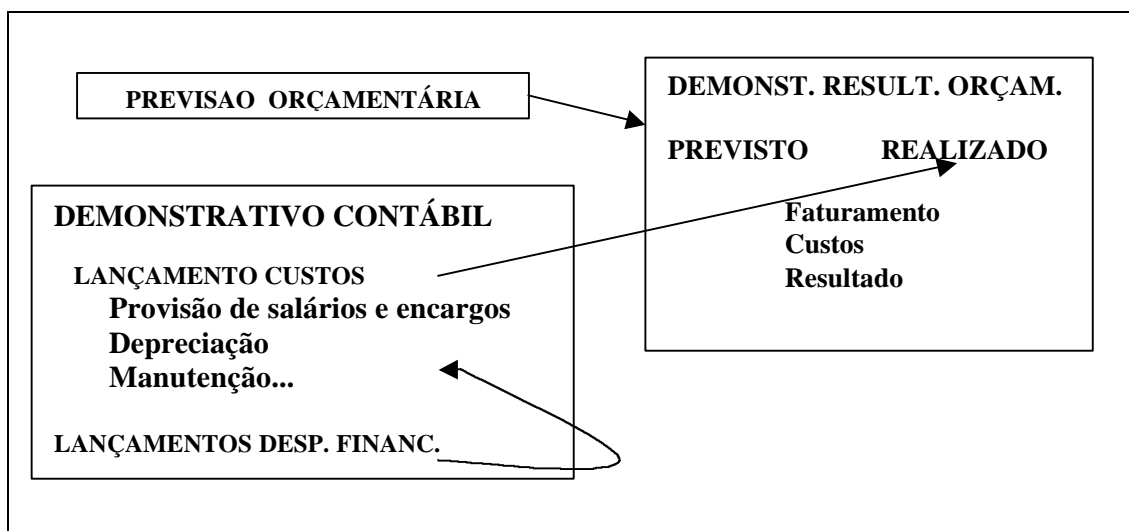 PREVISAO ORÇAMENTÁRIA
DEMONST. RESULT. ORÇAM.
PREVISTO REALIZADO
Faturamento
Custos
Resultado
DEMONSTRATIVO CONTÁBIL
LANÇAMENTO CUSTOS
Provisão de salários e encargos
Depreciação
Manutenção...
LANÇAMENTOS DESP. FINANC.